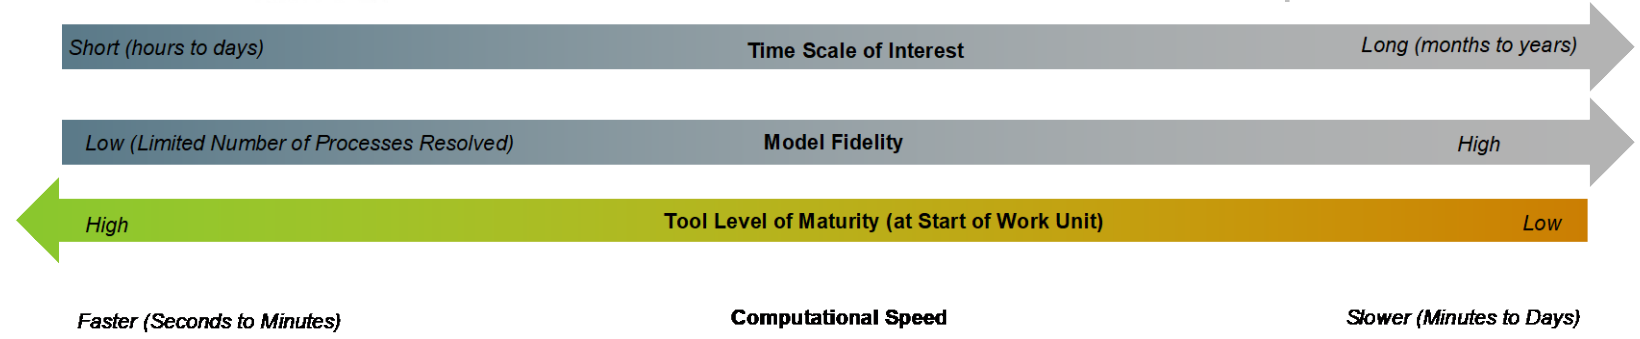 Short (hours to days) Time Scale of Interest Long (months to years)
Low (Limited Number of Processes Resolved) Model Fidelity High
High Tool Level of Maturity (at Start of Work Unit) Low
Faster (Seconds to Minutes) Computational Speed Slower (Minutes to Days)